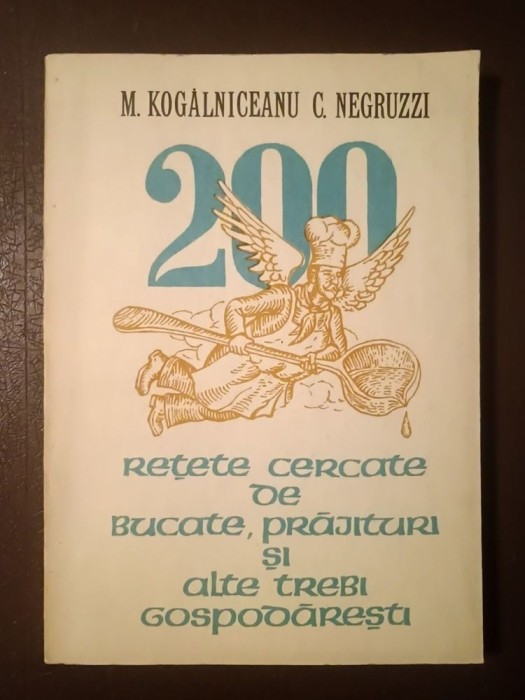 M. KOGĂLNICEANU C. NEGRUZZI
200
REȚETE CERCATE
DE
BUCATE, PRĂJITURI
ȘI
ALTE TREBI
GOSPODĂREȘTI